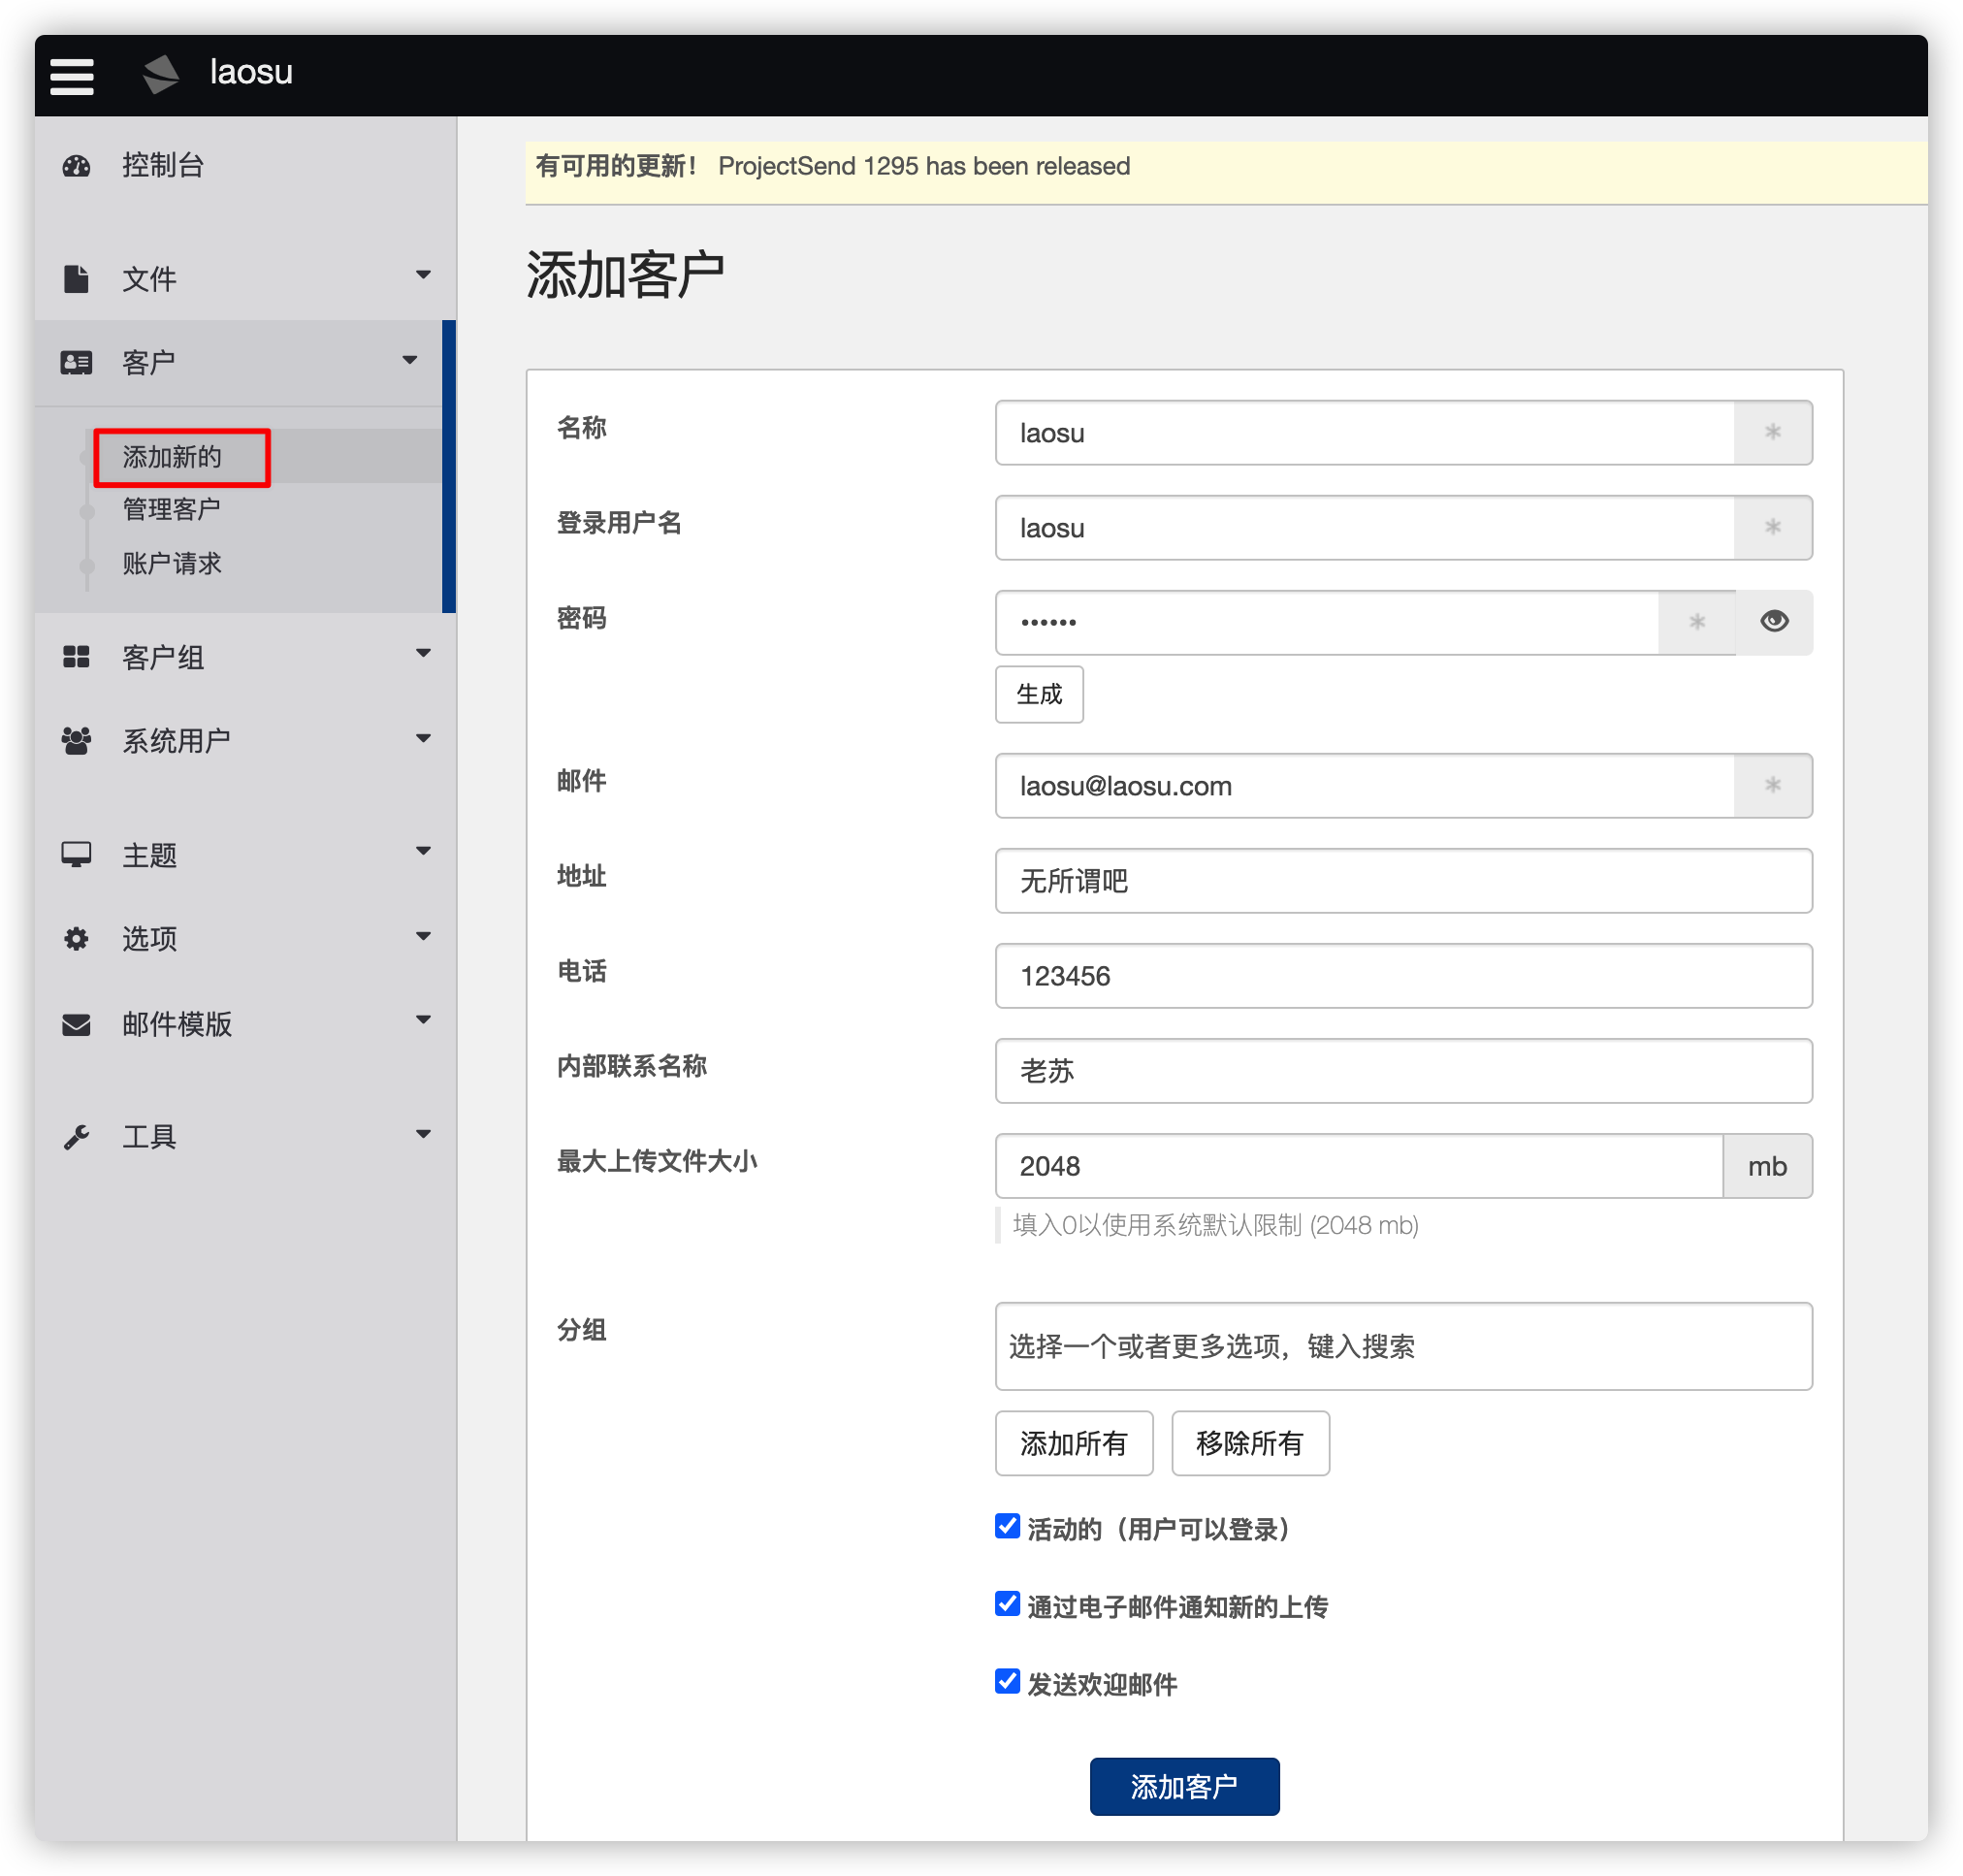 laosu
控制台
文件
客户
添加新的
管理客户
账户请求
客户组
系统用户
主题
选项
邮件模版
工具
有可用的更新！ ProjectSend 1295 has been released
添加客户
名称
laosu
*
登录用户名
laosu
*
密码
••••••
*
生成
邮件
laosu@laosu.com
*
地址
无所谓吧
电话
123456
内部联系名称
老苏
最大上传文件大小
2048
mb
填入0以使用系统默认限制 (2048 mb)
分组
选择一个或者更多选项，键入搜索
添加所有 移除所有
活动的（用户可以登录）
通过电子邮件通知新的上传
发送欢迎邮件
添加客户